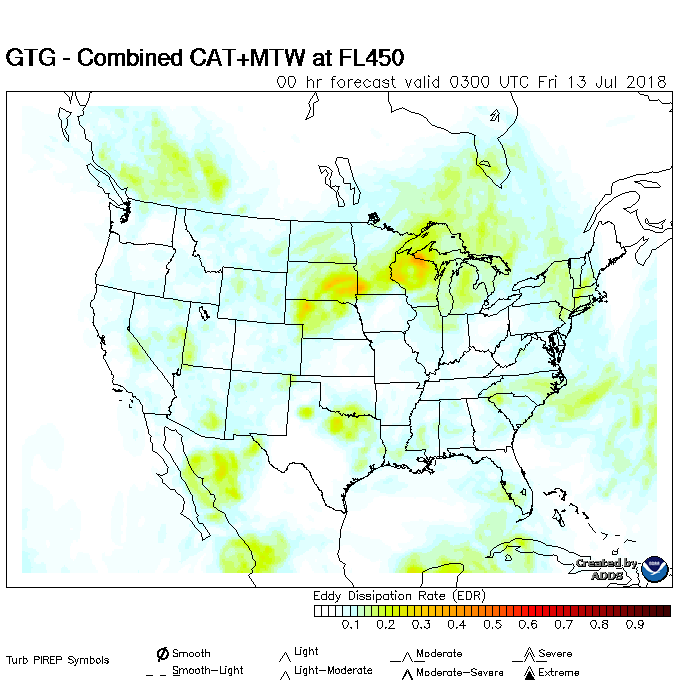 GTG - Combined CAT+MTW at FL450
00 hr forecast valid 0300 UTC Fri 13 Jul 2018
Created by
ADDS
Eddy Dissipation Rate (EDR)
0.1 0.2 0.3 0.4 0.5 0.6 0.7 0.8 0.9
Turb PIREP Symbols
Smooth
Light
Moderate
Severe
Smooth-Light
Light-Moderate
Moderate-Severe
Extreme